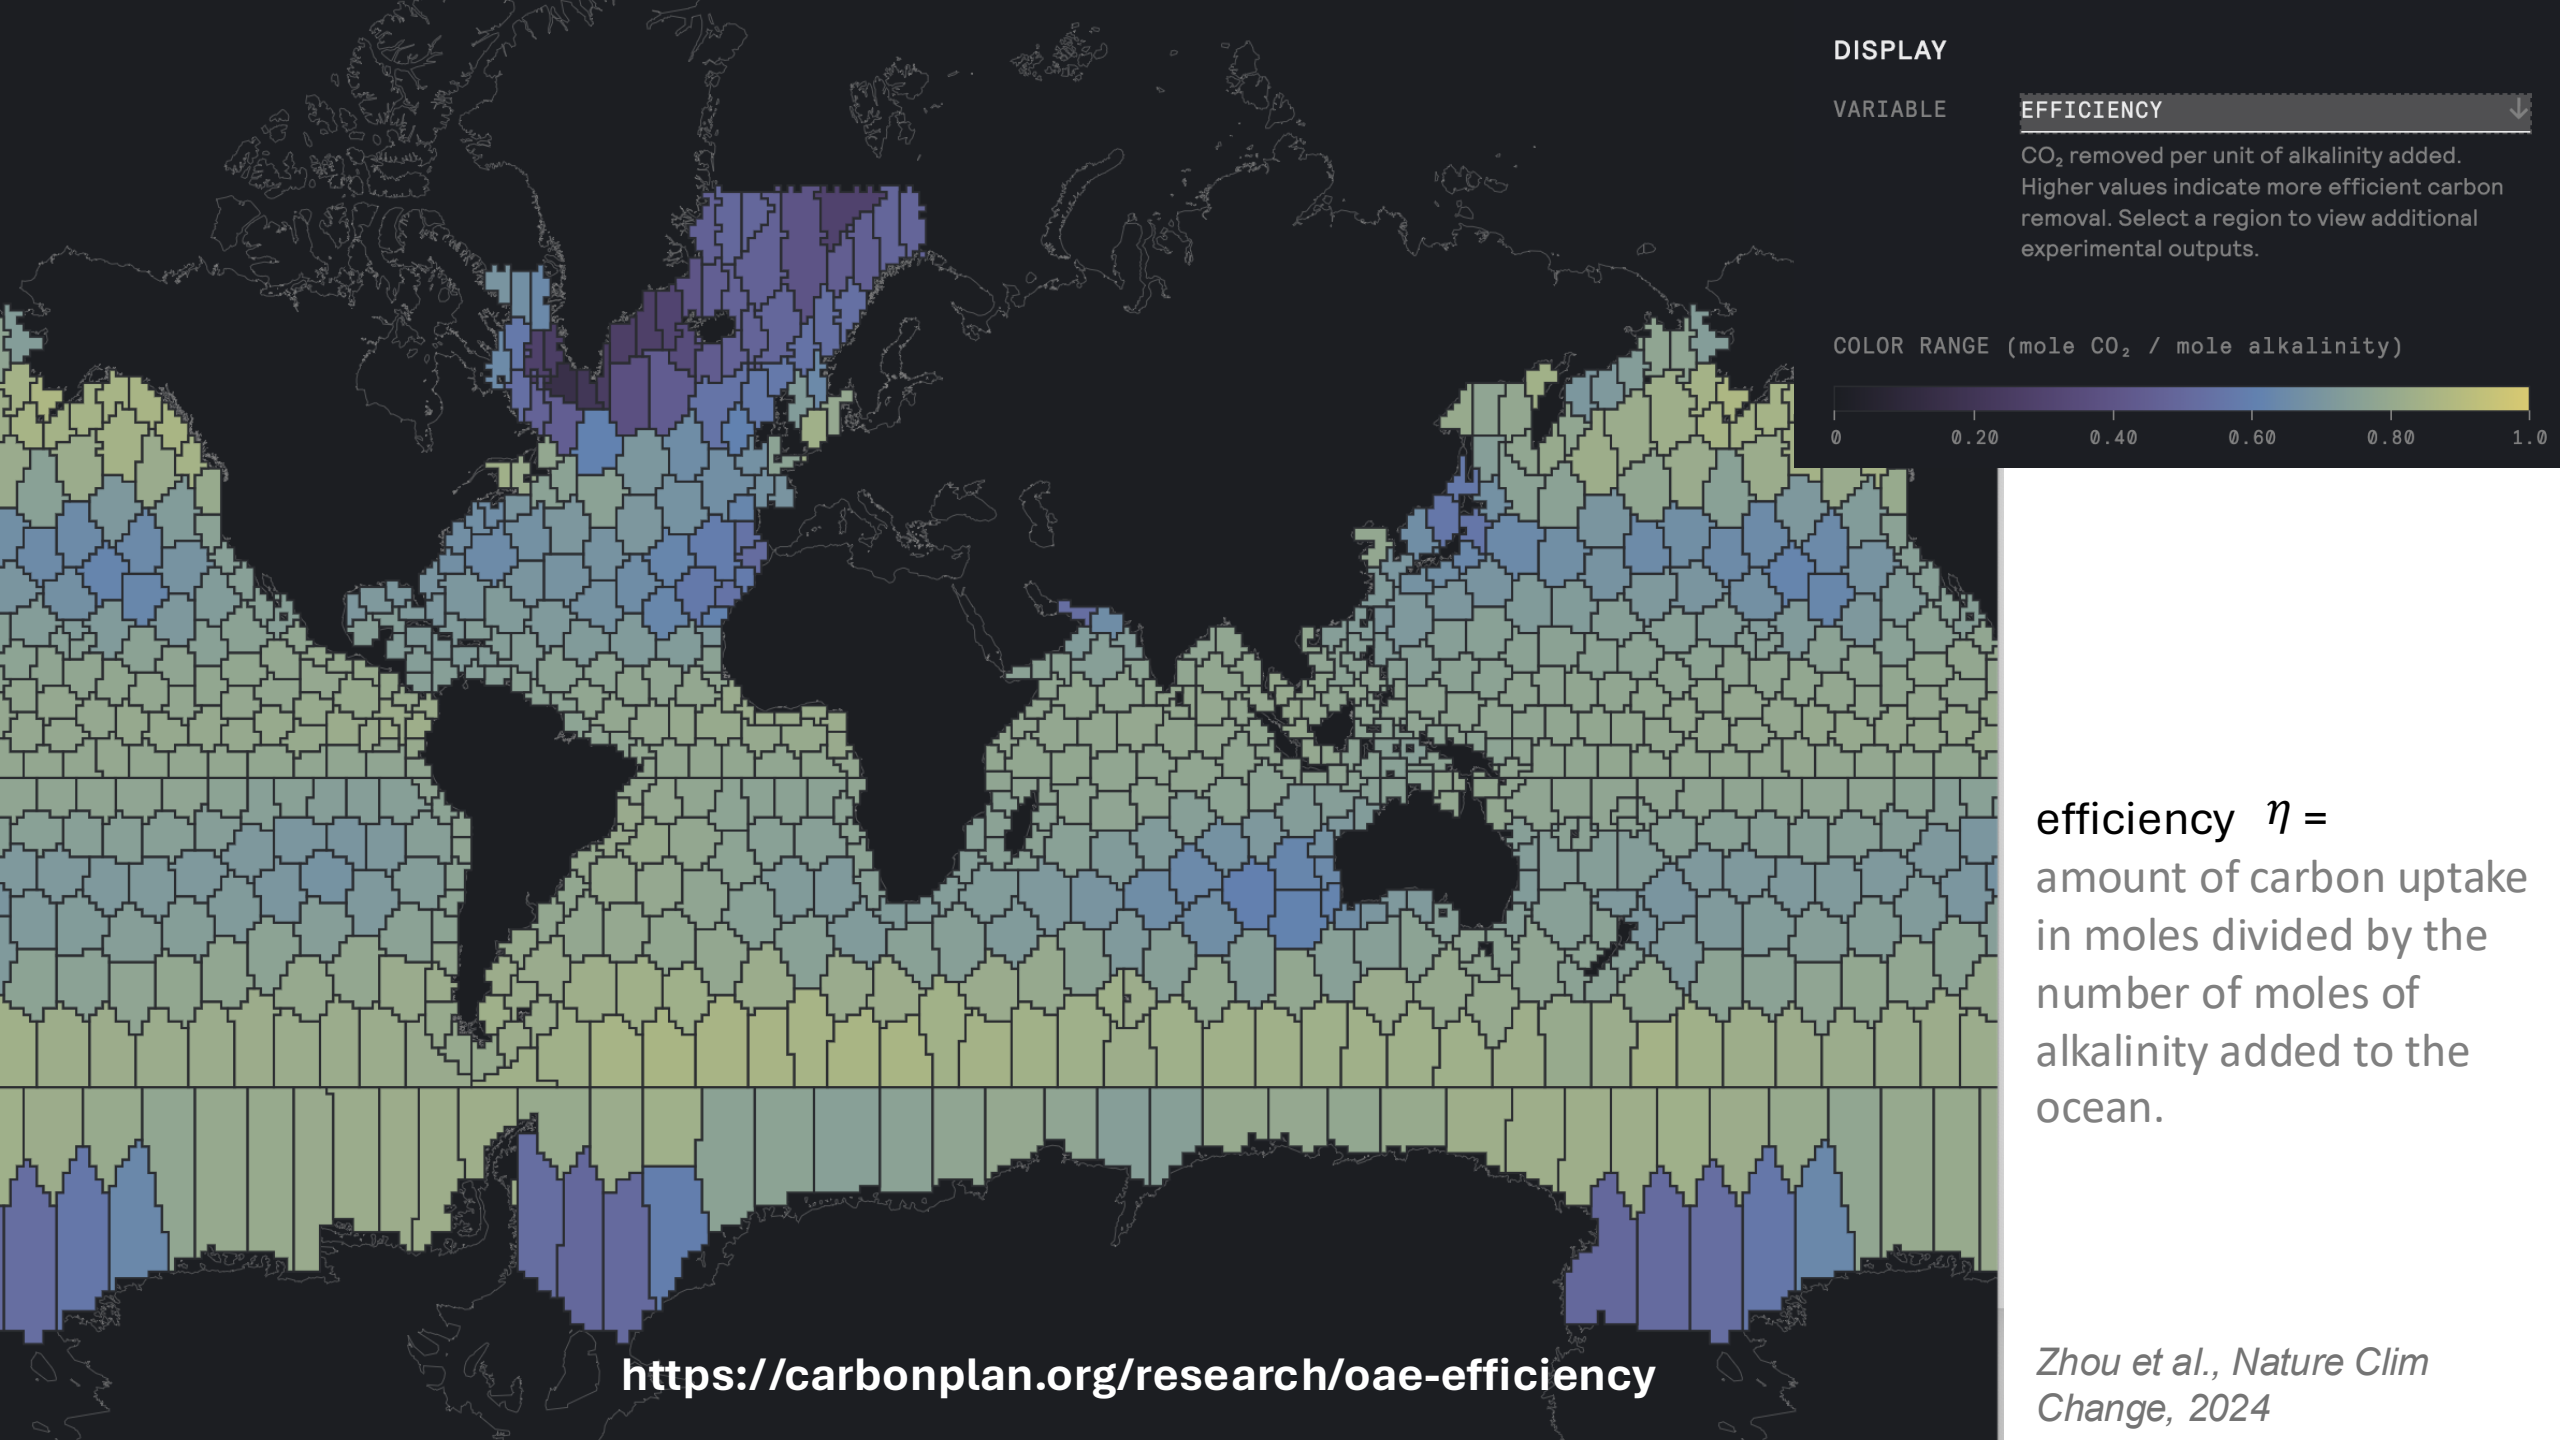 DISPLAY
VARIABLE
EFFICIENCY
CO₂ removed per unit of alkalinity added.
Higher values indicate more efficient carbon
removal. Select a region to view additional
experimental outputs.
COLOR RANGE (mole CO₂ / mole alkalinity)
0 0.20 0.40 0.60 0.80 1.0
efficiency η =
amount of carbon uptake
in moles divided by the
number of moles of
alkalinity added to the
ocean.
https://carbonplan.org/research/oae-efficiency
Zhou et al., Nature Clim
Change, 2024